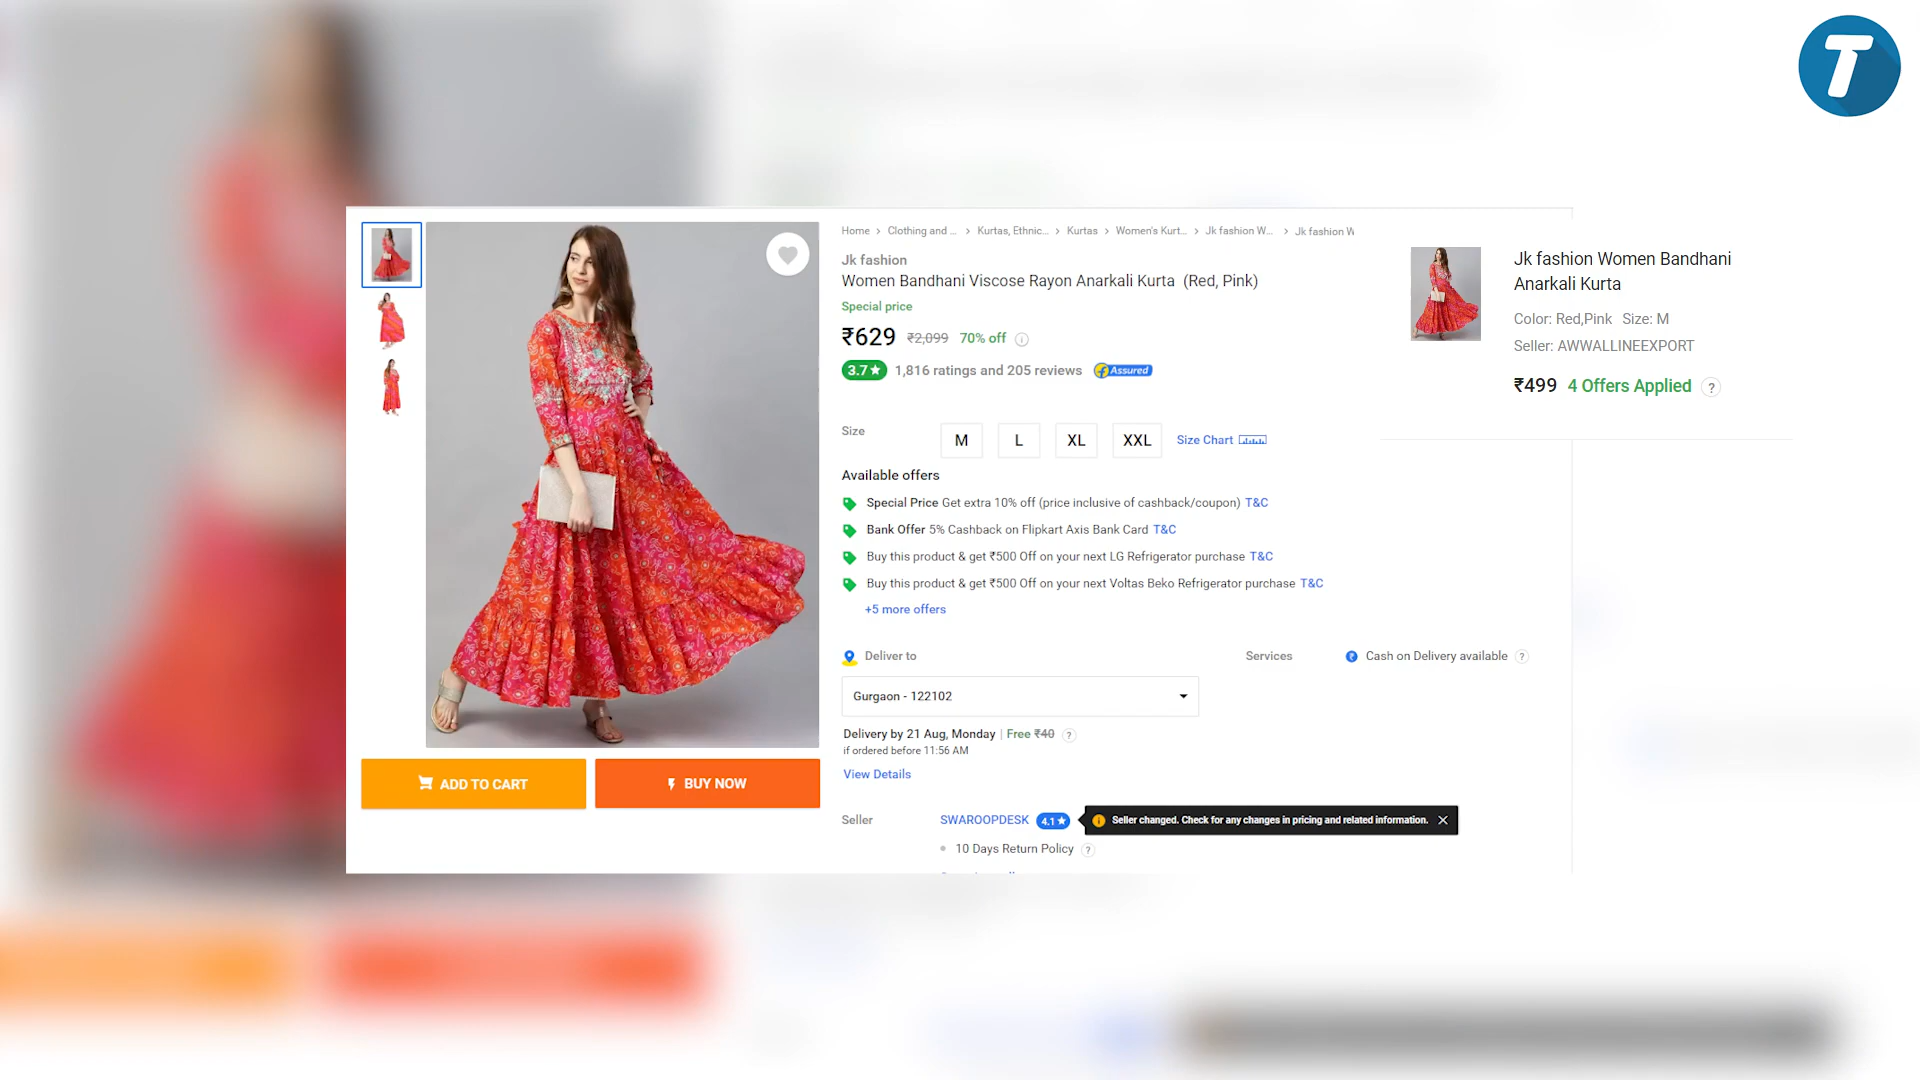 T
Home > Clothing and ... > Kurtas, Ethnic... > Kurtas > Women's Kurt... > Jk fashion W... > Jk fashion W
Jk fashion
Women Bandhani Viscose Rayon Anarkali Kurta (Red, Pink)
Special price
₹629 ₹2,099 70% off i
3.7★ 1,816 ratings and 205 reviews f Assured
Size M L XL XXL Size Chart
Available offers
Special Price Get extra 10% off (price inclusive of cashback/coupon) T&C
Bank Offer 5% Cashback on Flipkart Axis Bank Card T&C
Buy this product & get ₹500 Off on your next LG Refrigerator purchase T&C
Buy this product & get ₹500 Off on your next Voltas Beko Refrigerator purchase T&C
+5 more offers
Deliver to
Services ₹ Cash on Delivery available ?
Gurgaon - 122102
Delivery by 21 Aug, Monday | Free ₹40 ?
if ordered before 11:56 AM
View Details
ADD TO CART
BUY NOW
Seller SWAROOPDESK 4.1★ Seller changed. Check for any changes in pricing and related information. ✕
10 Days Return Policy ?
Jk fashion Women Bandhani
Anarkali Kurta
Color: Red,Pink Size: M
Seller: AWWALLINEEXPORT
₹499 4 Offers Applied ?